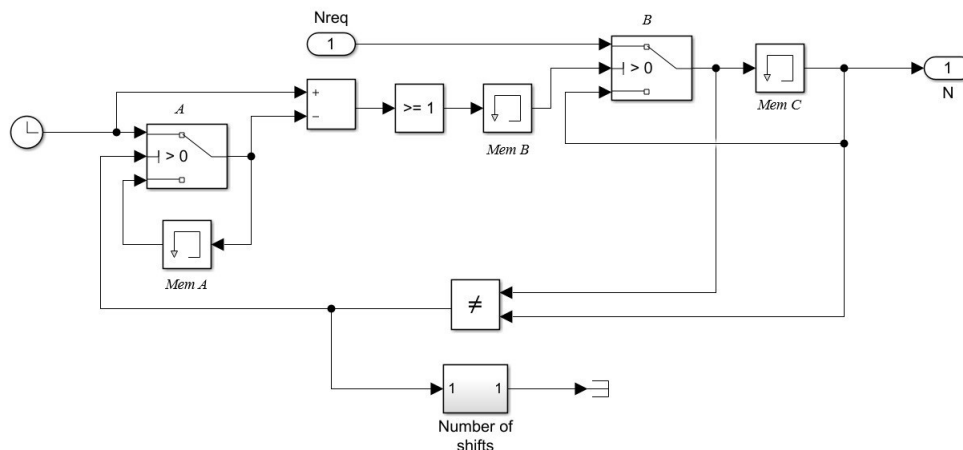 Nreq
1
B
> 0
1
N
Mem C
A
+
−
>= 1
Mem B
> 0
Mem A
≠
1 1
Number of
shifts